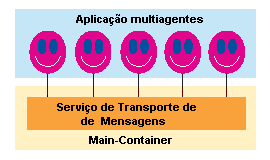 Aplicação multiagentes
Serviço de Transporte de
de Mensagens
Main-Container